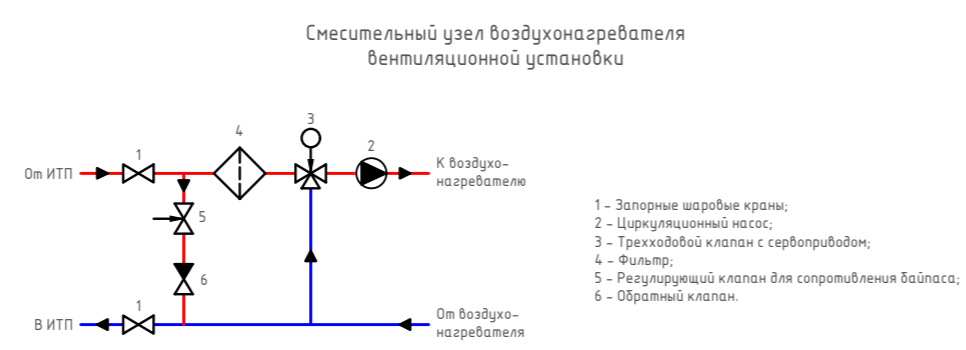 Смесительный узел воздухонагревателя
вентиляционной установки
3
4
2
1
От ИТП
К воздухо-
нагревателю
5
6
1
В ИТП
От воздухо-
нагревателя
1 - Запорные шаровые краны;
2 - Циркуляционный насос;
3 - Трехходовой клапан с сервоприводом;
4 - Фильтр;
5 - Регулирующий клапан для сопротивления байпаса;
6 - Обратный клапан.